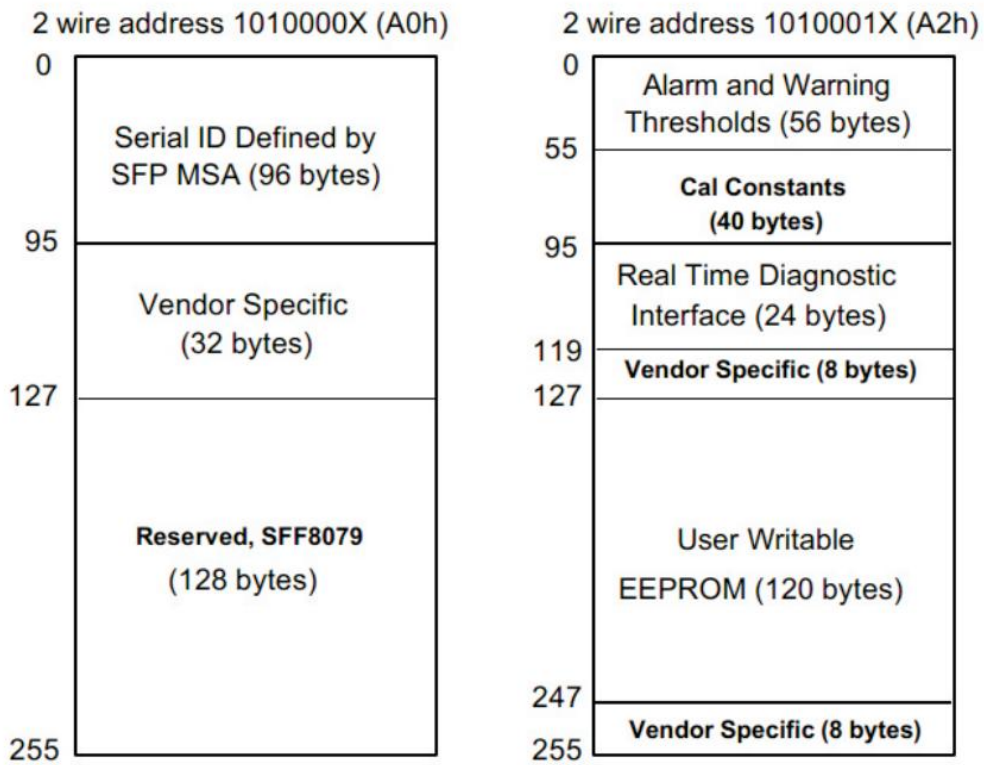 2 wire address 1010000X (A0h)
0
Serial ID Defined by
SFP MSA (96 bytes)
95
Vendor Specific
(32 bytes)
127
Reserved, SFF8079
(128 bytes)
255
2 wire address 1010001X (A2h)
0
Alarm and Warning
Thresholds (56 bytes)
55
Cal Constants
(40 bytes)
95
Real Time Diagnostic
Interface (24 bytes)
119
Vendor Specific (8 bytes)
127
User Writable
EEPROM (120 bytes)
247
Vendor Specific (8 bytes)
255